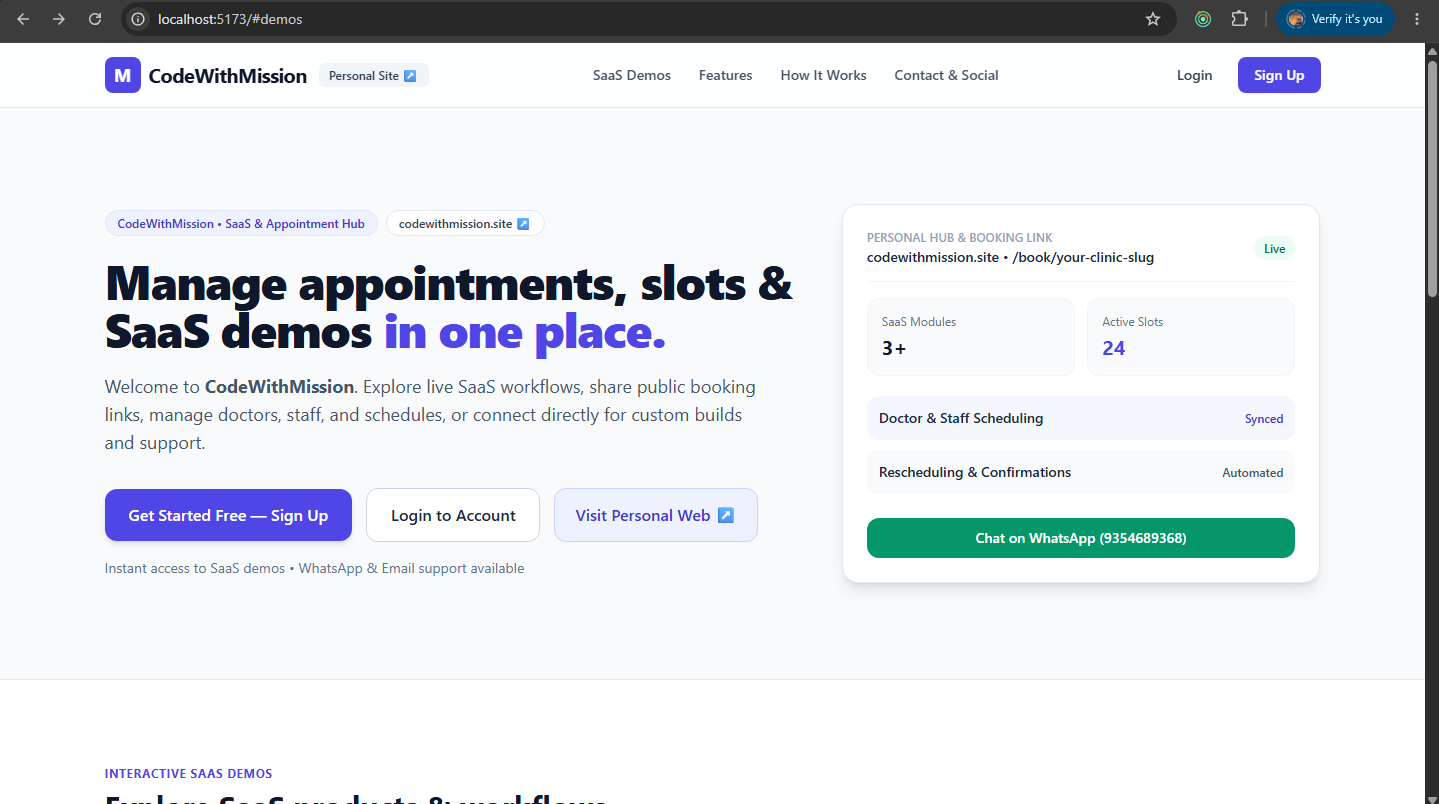 localhost:5173/#demos
Verify it's you
M CodeWithMission
Personal Site ↗
SaaS Demos
Features
How It Works
Contact & Social
Login
Sign Up
CodeWithMission • SaaS & Appointment Hub
codewithmission.site ↗
Manage appointments, slots &
SaaS demos in one place.
Welcome to CodeWithMission. Explore live SaaS workflows, share public booking
links, manage doctors, staff, and schedules, or connect directly for custom builds
and support.
Get Started Free — Sign Up
Login to Account
Visit Personal Web ↗
Instant access to SaaS demos • WhatsApp & Email support available
PERSONAL HUB & BOOKING LINK
codewithmission.site • /book/your-clinic-slug
Live
SaaS Modules
3+
Active Slots
24
Doctor & Staff Scheduling
Synced
Rescheduling & Confirmations
Automated
Chat on WhatsApp (9354689368)
INTERACTIVE SAAS DEMOS
Explore SaaS products & workflows